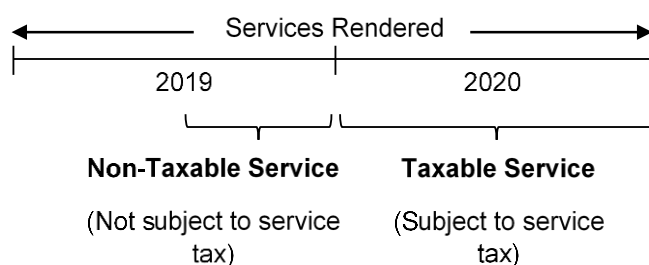 Services Rendered
2019 2020
Non-Taxable Service Taxable Service
(Not subject to service (Subject to service
tax) tax)